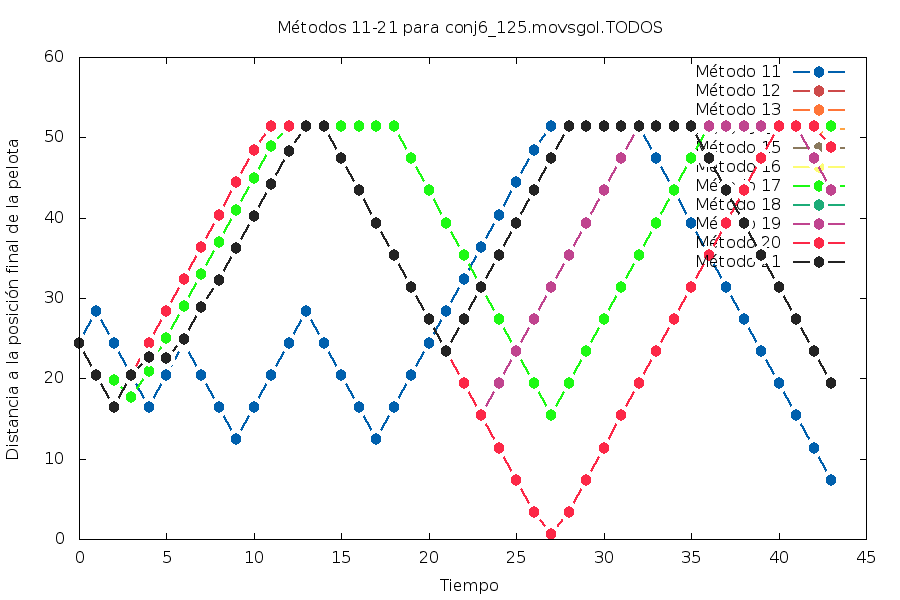 Métodos 11-21 para conj6_125.movsgol.TODOS
Distancia a la posición final de la pelota
60
50
40
30
20
10
0
0 5 10 15 20 25 30 35 40 45
Tiempo
Método 11
Método 12
Método 13
Método 15
Método 16
Método 17
Método 18
Método 19
Método 20
Método